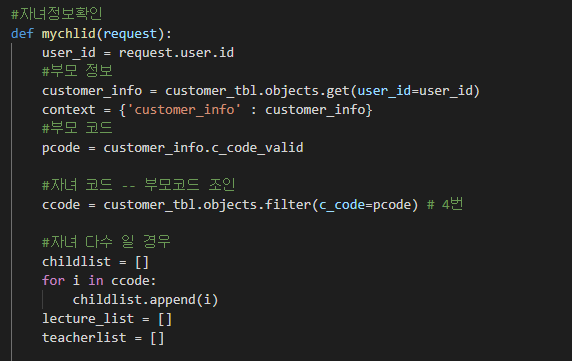 #자녀정보확인
def mychlid(request):
    user_id = request.user.id
    #부모 정보
    customer_info = customer_tbl.objects.get(user_id=user_id)
    context = {'customer_info' : customer_info}
    #부모 코드
    pcode = customer_info.c_code_valid
    #자녀 코드 -- 부모코드 조인
    ccode = customer_tbl.objects.filter(c_code=pcode) # 4번
    #자녀 다수 일 경우
    childlist = []
    for i in ccode:
        childlist.append(i)
    lecture_list = []
    teacherlist = []